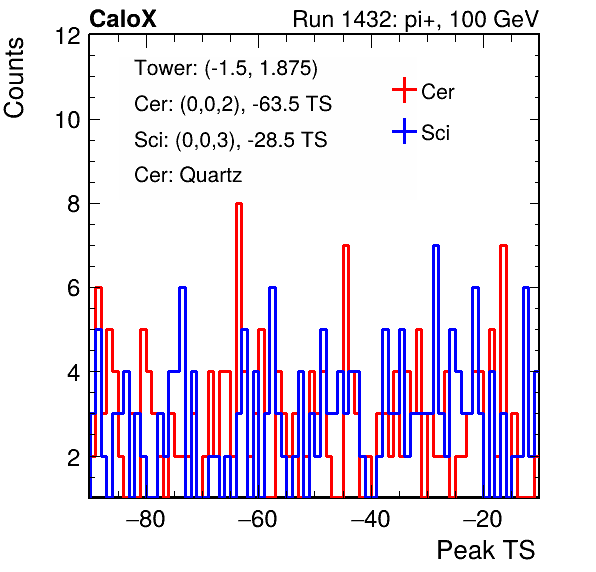 CaloX Run 1432: pi+, 100 GeV
Counts
12
10
8
6
4
2
Tower: (-1.5, 1.875)
Cer: (0,0,2), -63.5 TS
Sci: (0,0,3), -28.5 TS
Cer: Quartz
Cer
Sci
−80 −60 −40 −20
Peak TS